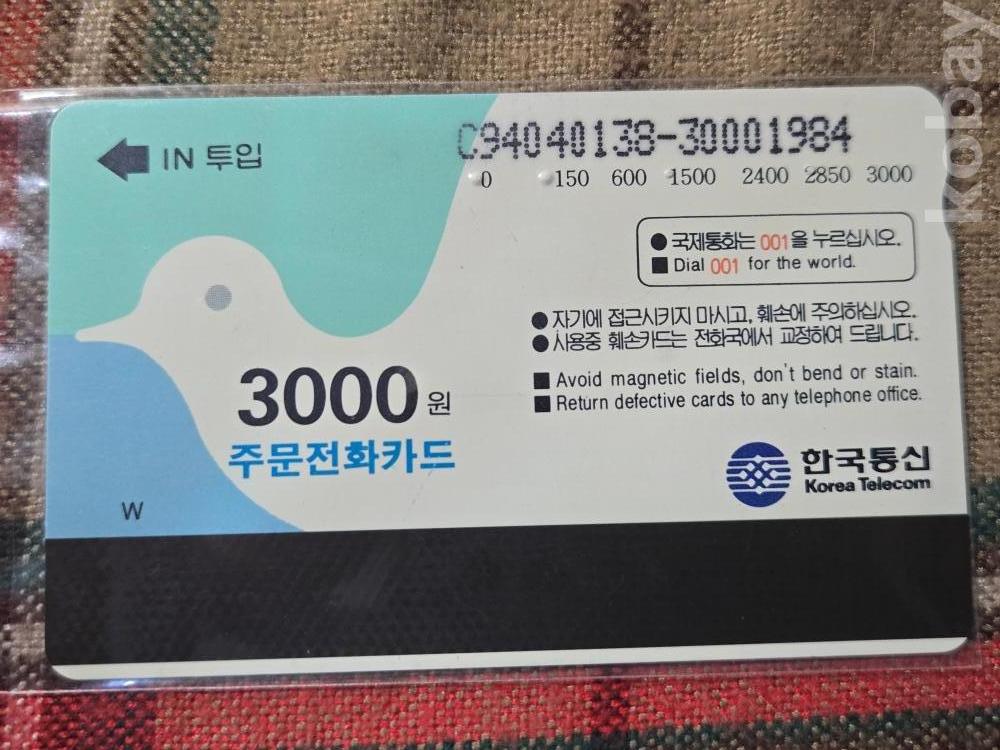 IN 투입
C94040138-30001984
0 150 600 1500 2400 2850 3000
● 국제통화는 001을 누르십시오.
■ Dial 001 for the world.
● 자기에 접근시키지 마시고, 훼손에 주의하십시오.
● 사용중 훼손카드는 전화국에서 교정하여 드립니다.
■ Avoid magnetic fields, don't bend or stain.
■ Return defective cards to any telephone office.
3000원
주문전화카드
한국통신
Korea Telecom
W
kobay